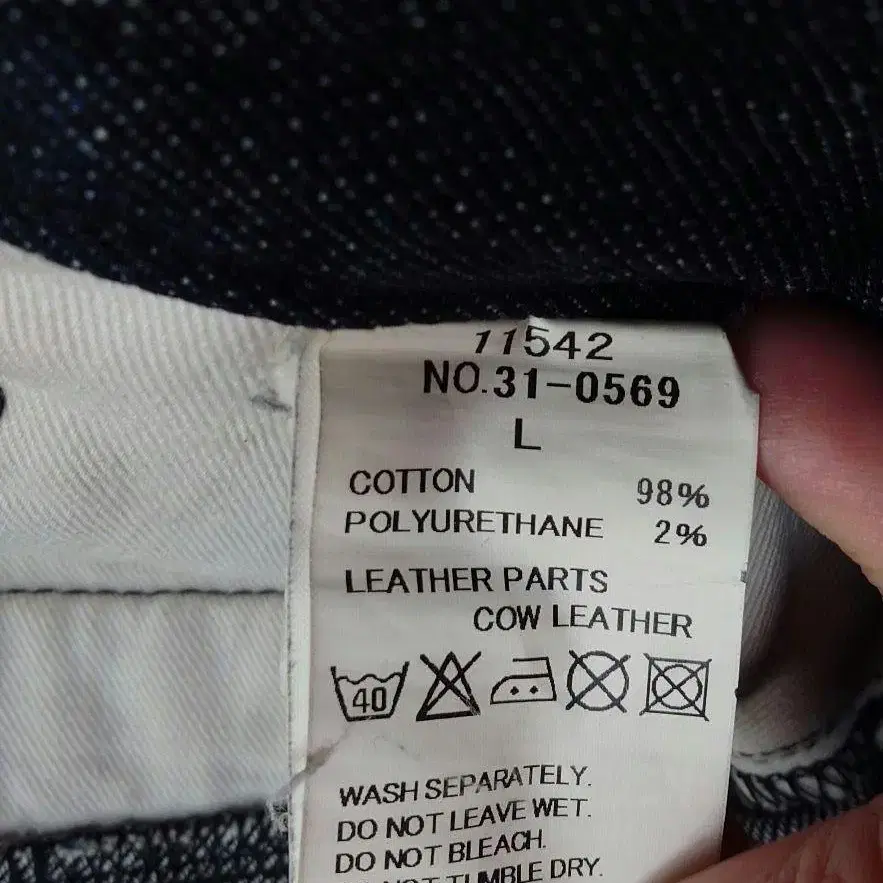 11542
NO.31-0569
L
COTTON 98%
POLYURETHANE 2%
LEATHER PARTS
COW LEATHER
40
WASH SEPARATELY.
DO NOT LEAVE WET.
DO NOT BLEACH.
NOT TUMBLE DRY.